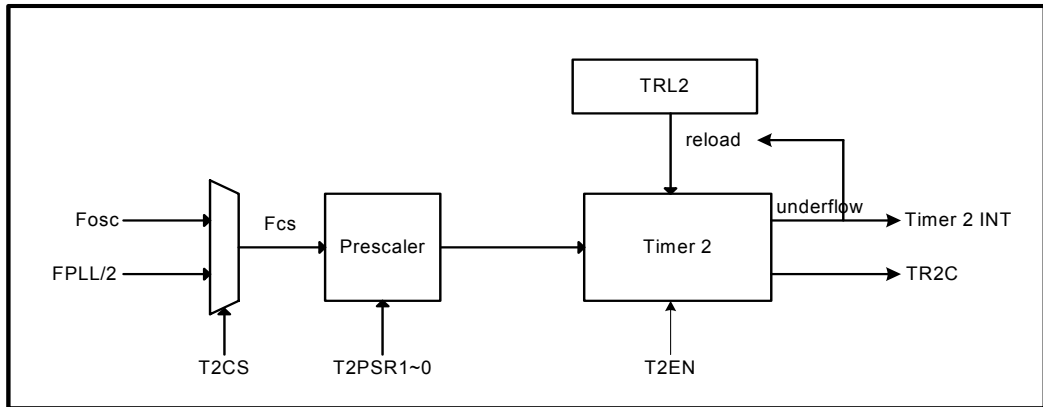 TRL2
reload
underflow
Fosc
Fcs
Prescaler
Timer 2
Timer 2 INT
FPLL/2
TR2C
T2CS
T2PSR1~0
T2EN